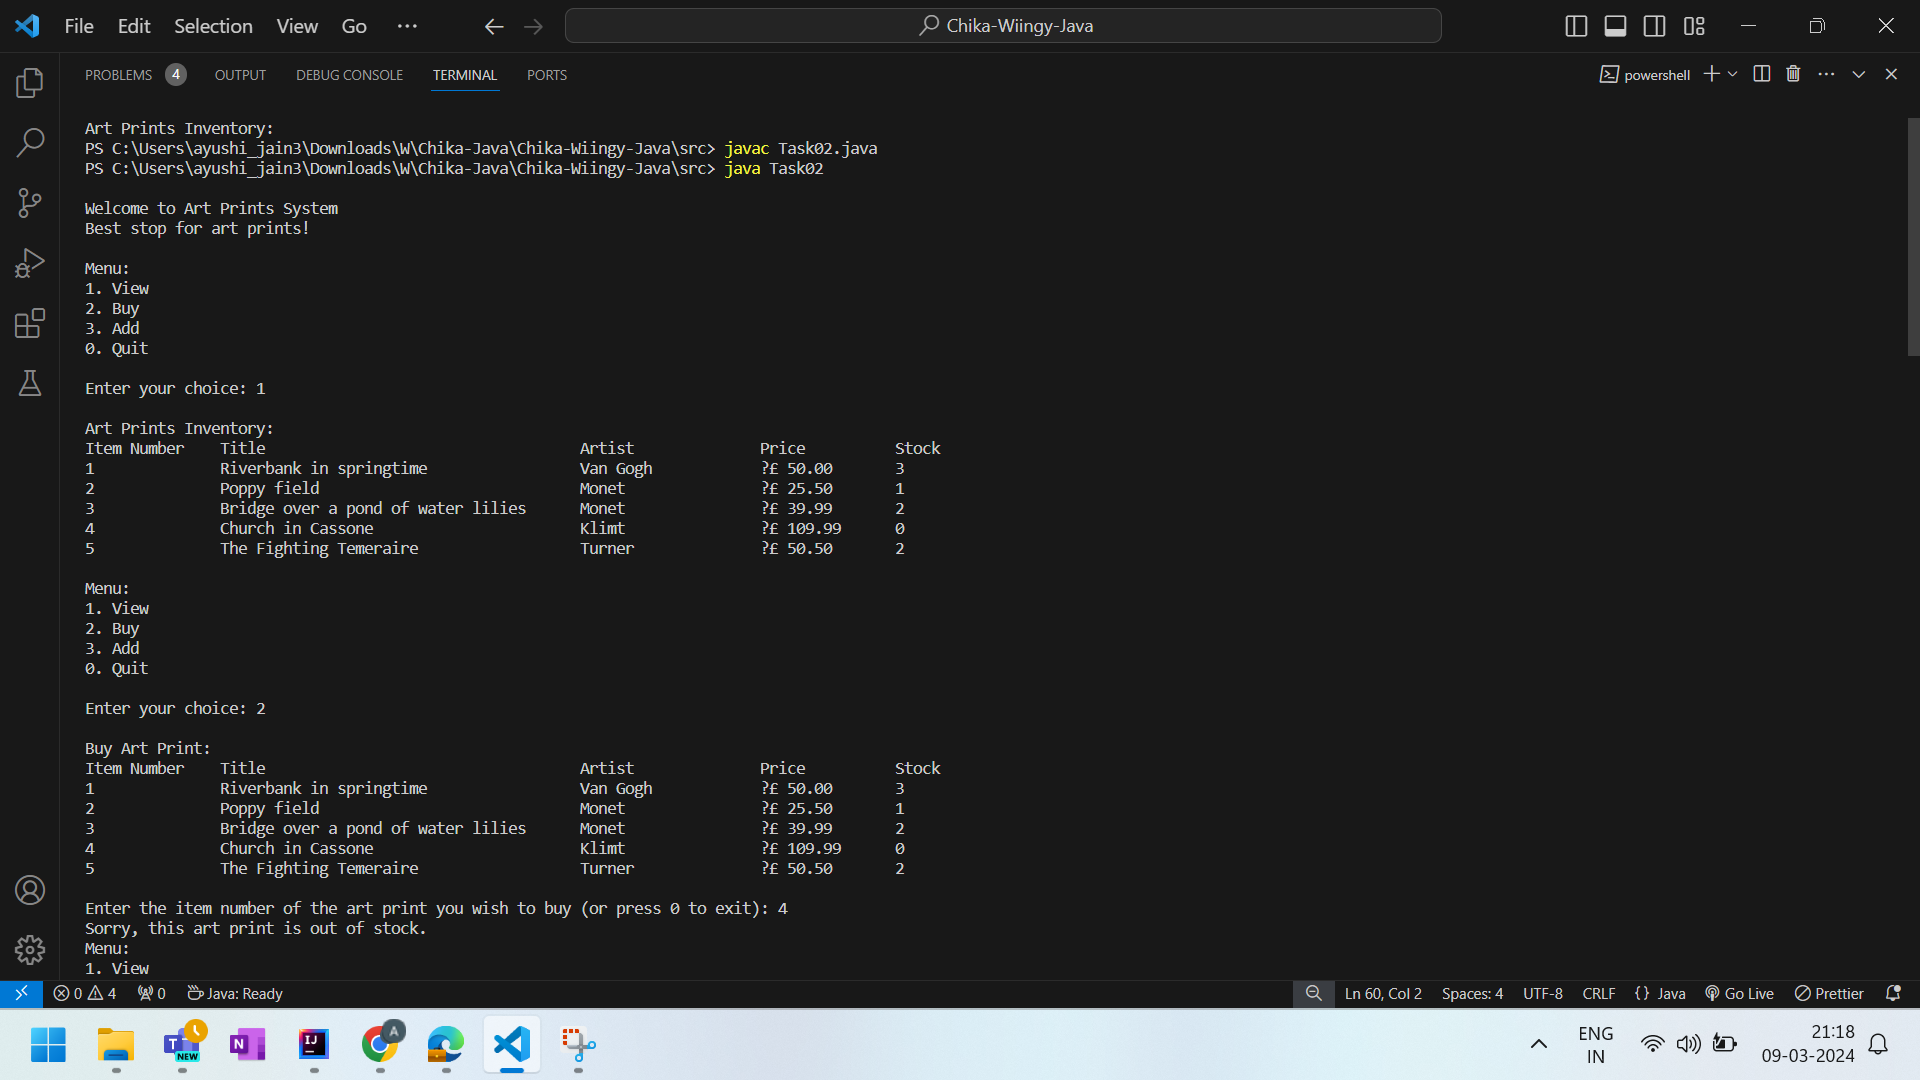 File Edit Selection View Go ··· Chika-Wiingy-Java
PROBLEMS 4 OUTPUT DEBUG CONSOLE TERMINAL PORTS powershell
Art Prints Inventory:
PS C:\Users\ayushi_jain3\Downloads\W\Chika-Java\Chika-Wiingy-Java\src> javac Task02.java
PS C:\Users\ayushi_jain3\Downloads\W\Chika-Java\Chika-Wiingy-Java\src> java Task02
Welcome to Art Prints System
Best stop for art prints!
Menu:
1. View
2. Buy
3. Add
0. Quit
Enter your choice: 1
Art Prints Inventory:
Item Number Title Artist Price Stock
1 Riverbank in springtime Van Gogh ?£ 50.00 3
2 Poppy field Monet ?£ 25.50 1
3 Bridge over a pond of water lilies Monet ?£ 39.99 2
4 Church in Cassone Klimt ?£ 109.99 0
5 The Fighting Temeraire Turner ?£ 50.50 2
Menu:
1. View
2. Buy
3. Add
0. Quit
Enter your choice: 2
Buy Art Print:
Item Number Title Artist Price Stock
1 Riverbank in springtime Van Gogh ?£ 50.00 3
2 Poppy field Monet ?£ 25.50 1
3 Bridge over a pond of water lilies Monet ?£ 39.99 2
4 Church in Cassone Klimt ?£ 109.99 0
5 The Fighting Temeraire Turner ?£ 50.50 2
Enter the item number of the art print you wish to buy (or press 0 to exit): 4
Sorry, this art print is out of stock.
Menu:
1. View
0 4 0 Java: Ready Ln 60, Col 2 Spaces: 4 UTF-8 CRLF {} Java Go Live Prettier
T NEW N IJ A ENG 21:18
IN 09-03-2024